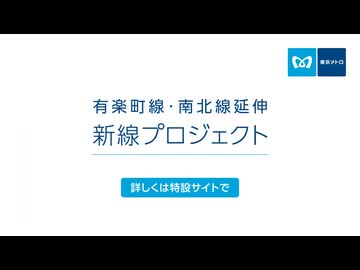 東京メトロ
有楽町線・南北線延伸
新線プロジェクト
詳しくは特設サイトで